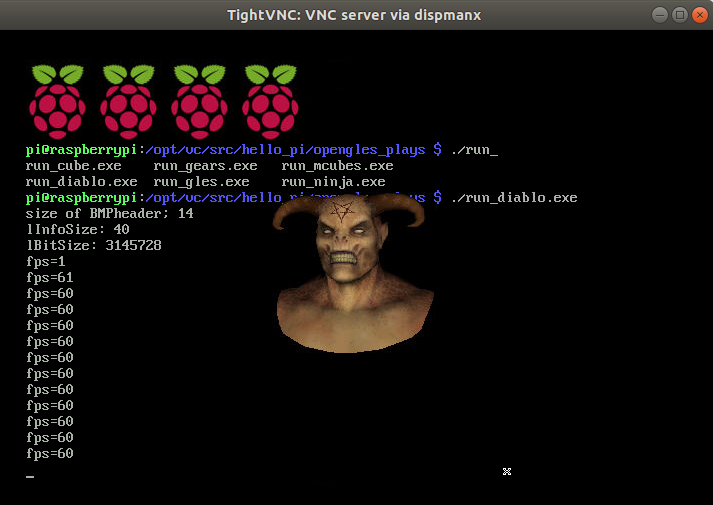 TightVNC: VNC server via dispmanx
pi@raspberrypi:/opt/vc/src/hello_pi/opengles_plays $ ./run_
run_cube.exe    run_gears.exe   run_mcubes.exe
run_diablo.exe  run_gles.exe    run_ninja.exe
pi@raspberrypi:/opt/vc/src/hello_pi/opengles_plays $ ./run_diablo.exe
size of BMPheader; 14
lInfoSize: 40
lBitSize: 3145728
fps=1
fps=61
fps=60
fps=60
fps=60
fps=60
fps=60
fps=60
fps=60
fps=60
fps=60
fps=60
fps=60